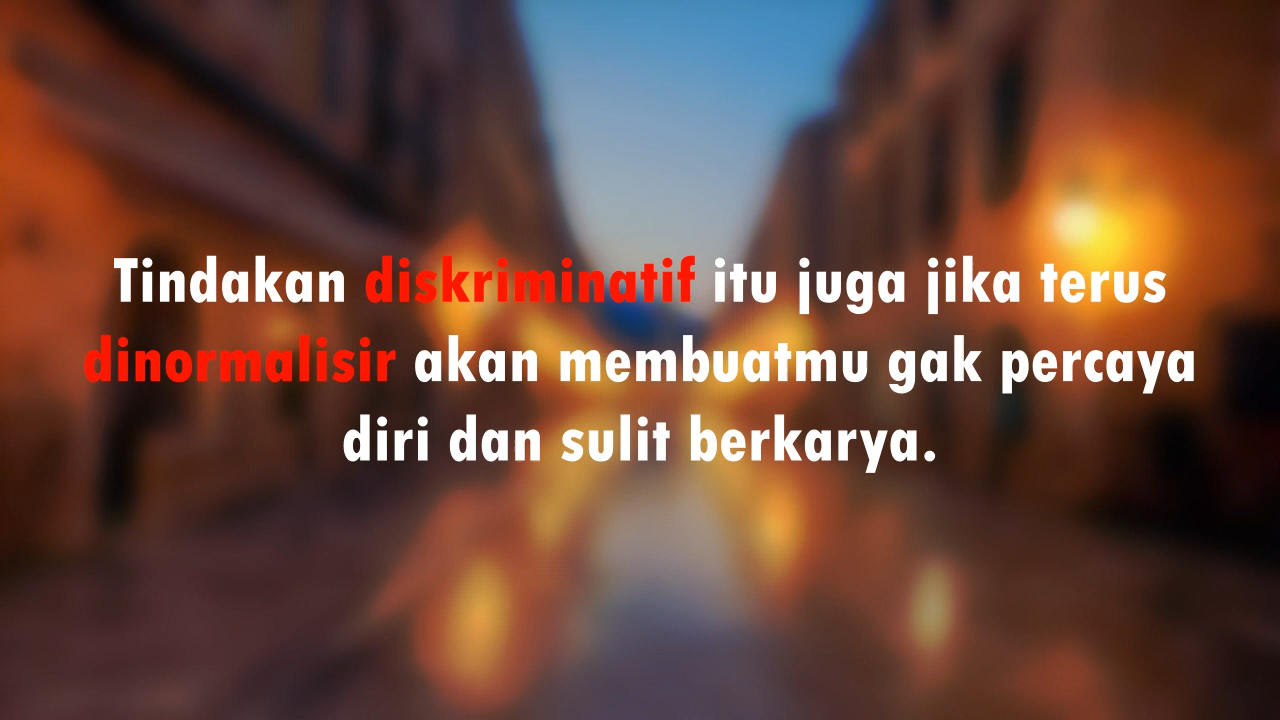 Tindakan diskriminatif itu juga jika terus
dinormalisir akan membuatmu gak percaya
diri dan sulit berkarya.